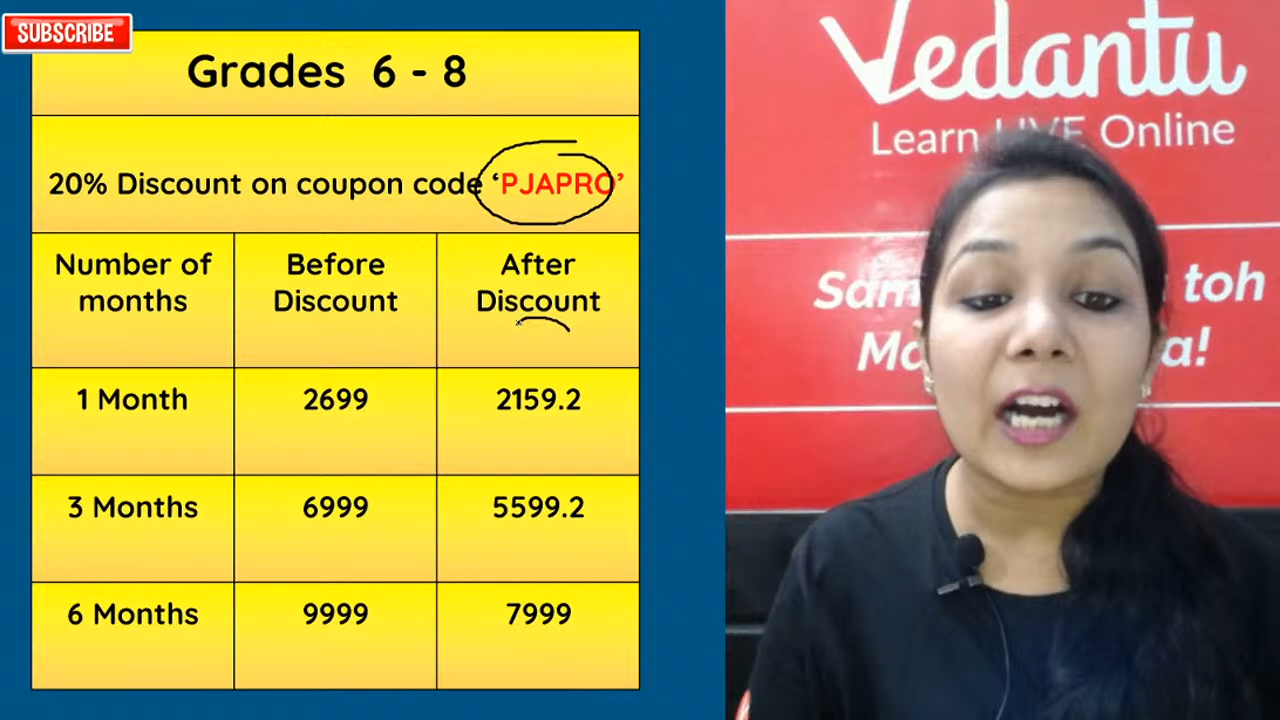 SUBSCRIBE
Grades 6 - 8
20% Discount on coupon code ‘PJAPRO’
Number of months
Before Discount
After Discount
1 Month
2699
2159.2
3 Months
6999
5599.2
6 Months
9999
7999
Vedantu
Learn LIVE Online
toh